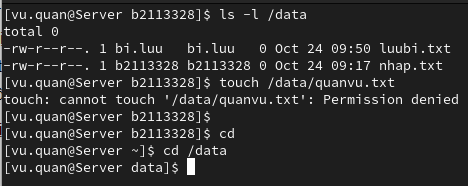 [vu.quan@Server b2113328]$ ls -l /data
total 0
-rw-r--r--. 1 bi.luu   bi.luu   0 Oct 24 09:50 luubi.txt
-rw-r--r--. 1 b2113328 b2113328 0 Oct 24 09:17 nhap.txt
[vu.quan@Server b2113328]$ touch /data/quanvu.txt
touch: cannot touch '/data/quanvu.txt': Permission denied
[vu.quan@Server b2113328]$
[vu.quan@Server b2113328]$ cd
[vu.quan@Server ~]$ cd /data
[vu.quan@Server data]$